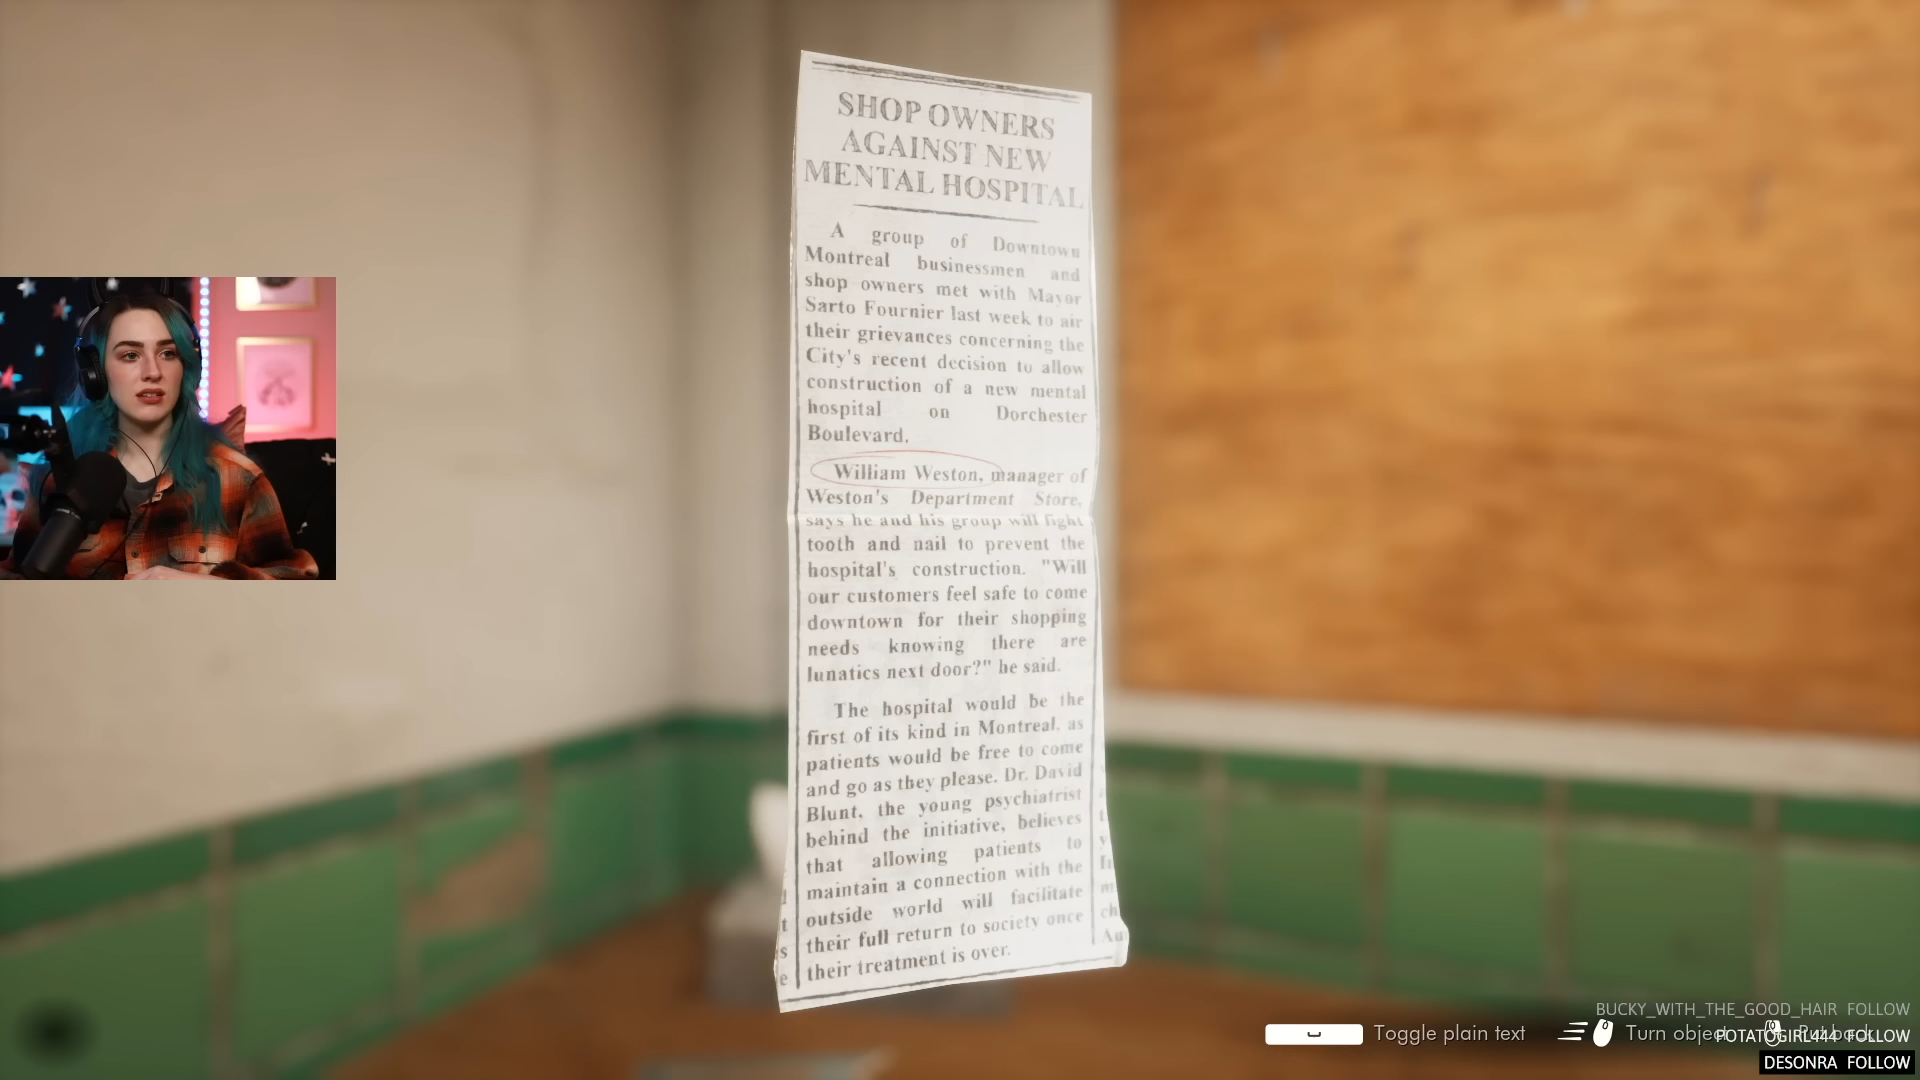 SHOP OWNERS
AGAINST NEW
MENTAL HOSPITAL
A group of Downtown
Montreal businessmen and
shop owners met with Mayor
Sarto Fournier last week to air
their grievances concerning the
City's recent decision to allow
construction of a new mental
hospital on Dorchester
Boulevard.
William Weston, manager of
Weston's Department Store,
says he and his group will fight
tooth and nail to prevent the
hospital's construction. "Will
our customers feel safe to come
downtown for their shopping
needs knowing there are
lunatics next door?" he said.
The hospital would be the
first of its kind in Montreal, as
patients would be free to come
and go as they please. Dr. David
Blunt, the young psychiatrist
behind the initiative, believes
that allowing patients to
maintain a connection with the
outside world will facilitate
their full return to society once
their treatment is over.
BUCKY_WITH_THE_GOOD_HAIR FOLLOW
Toggle plain text
Turn object
POTATOGIRL444 FOLLOW
DESONRA FOLLOW